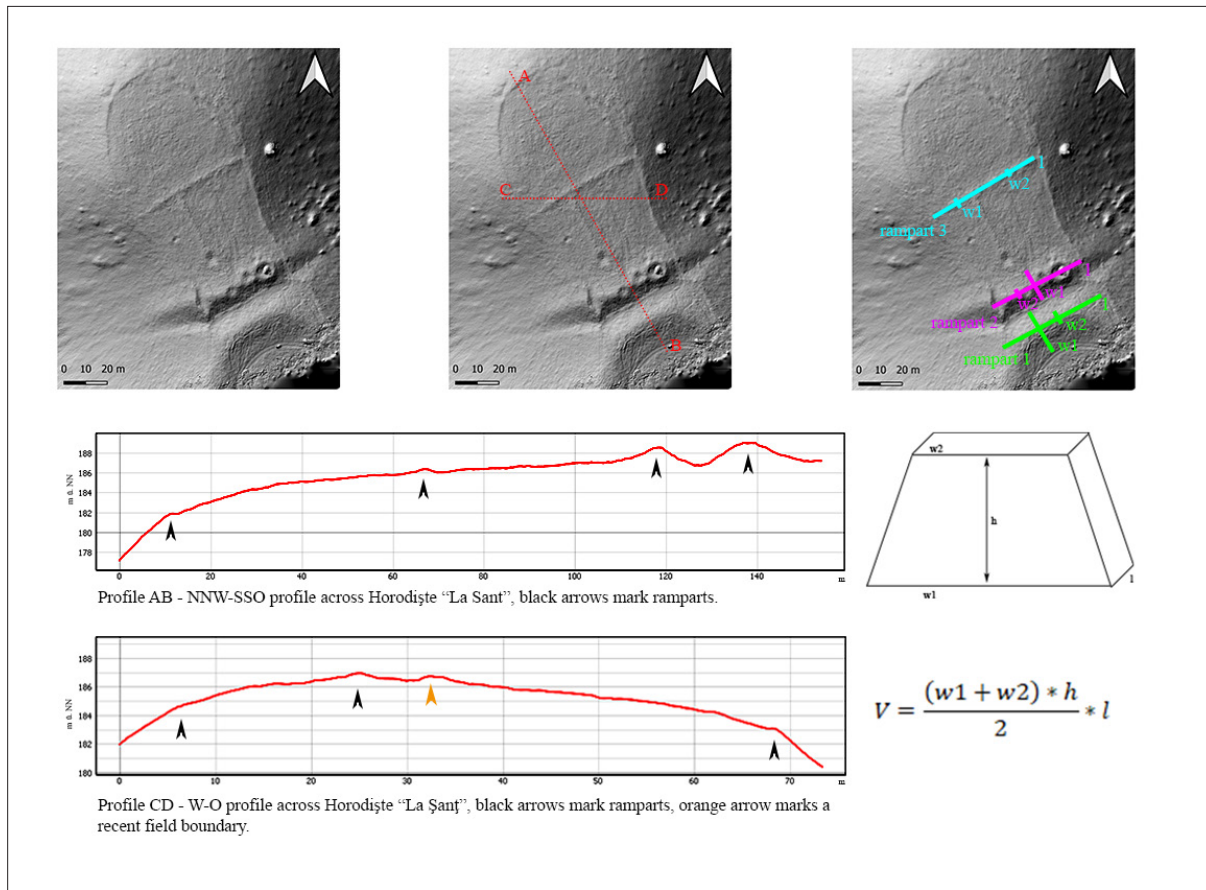 0 10 20 m
A
C
D
B
0 10 20 m
1
w2
w1
rampart 3
1
w1
w2
rampart 2
1
w2
w1
rampart 1
0 10 20 m
188
186
184
182
180
178
m ü. NN
0 20 40 60 80 100 120 140 m
Profile AB - NNW-SSO profile across Horodişte “La Sant”, black arrows mark ramparts.
w2
h
w1
l
188
186
184
182
180
m ü. NN
0 10 20 30 40 50 60 70 m
Profile CD - W-O profile across Horodişte “La Şanţ”, black arrows mark ramparts, orange arrow marks a
recent field boundary.
V = (w1 + w2) * h / 2 * l